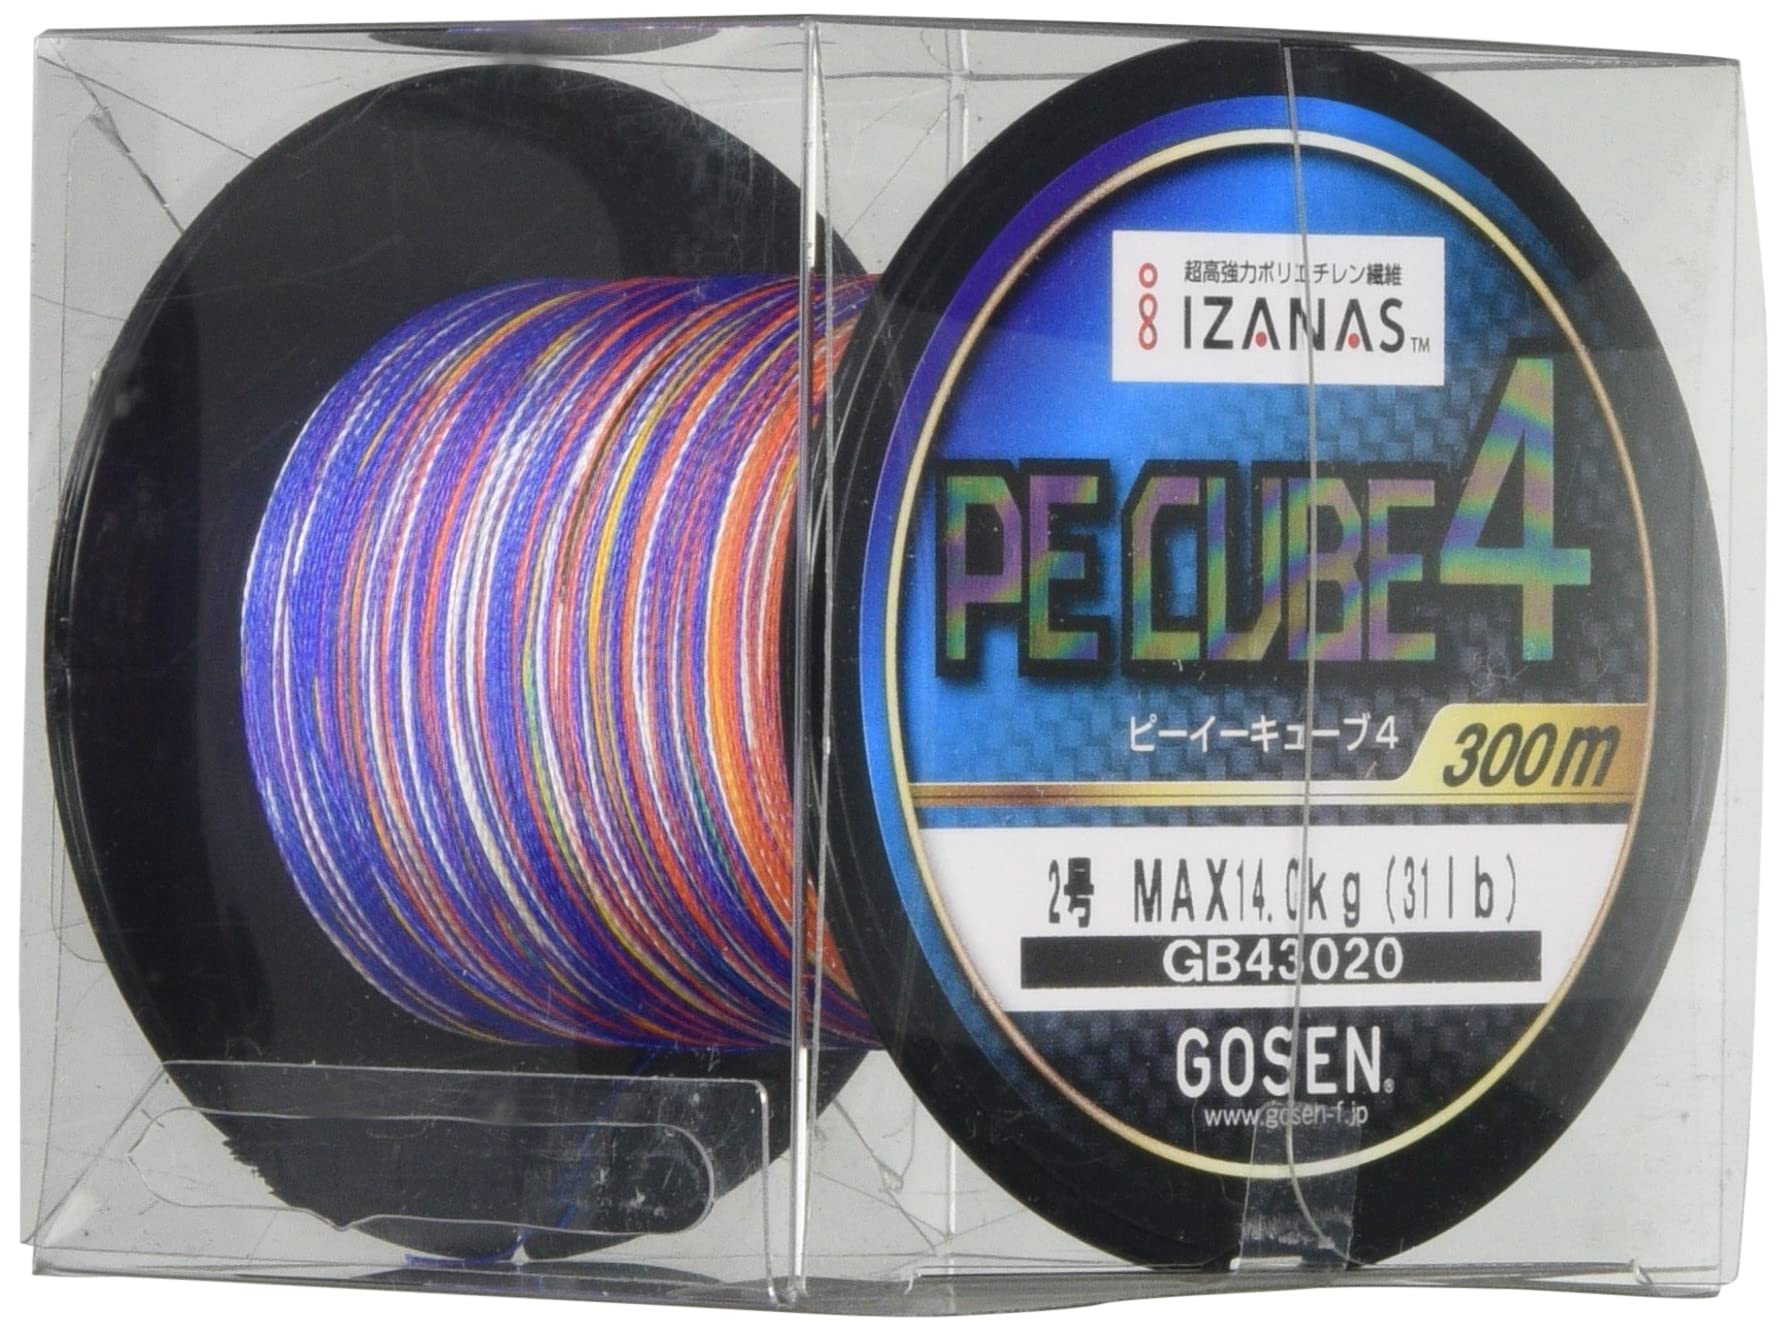 超高強力ポリエチレン繊維
IZANAS™
PE CUBE 4
ピーイーキューブ4
300m
2号 MAX14.0kg (31lb)
GB43020
GOSEN®
www.gosen-f.jp